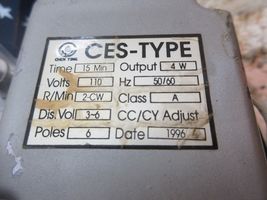 CES-TYPE
CHEN YING
Time 15 Min Output 4 W
Volts 110 Hz 50/60
R/Min 2-CW Class A
Dis.Vol 3-6 CC/CY Adjust
Poles 6 Date 1996